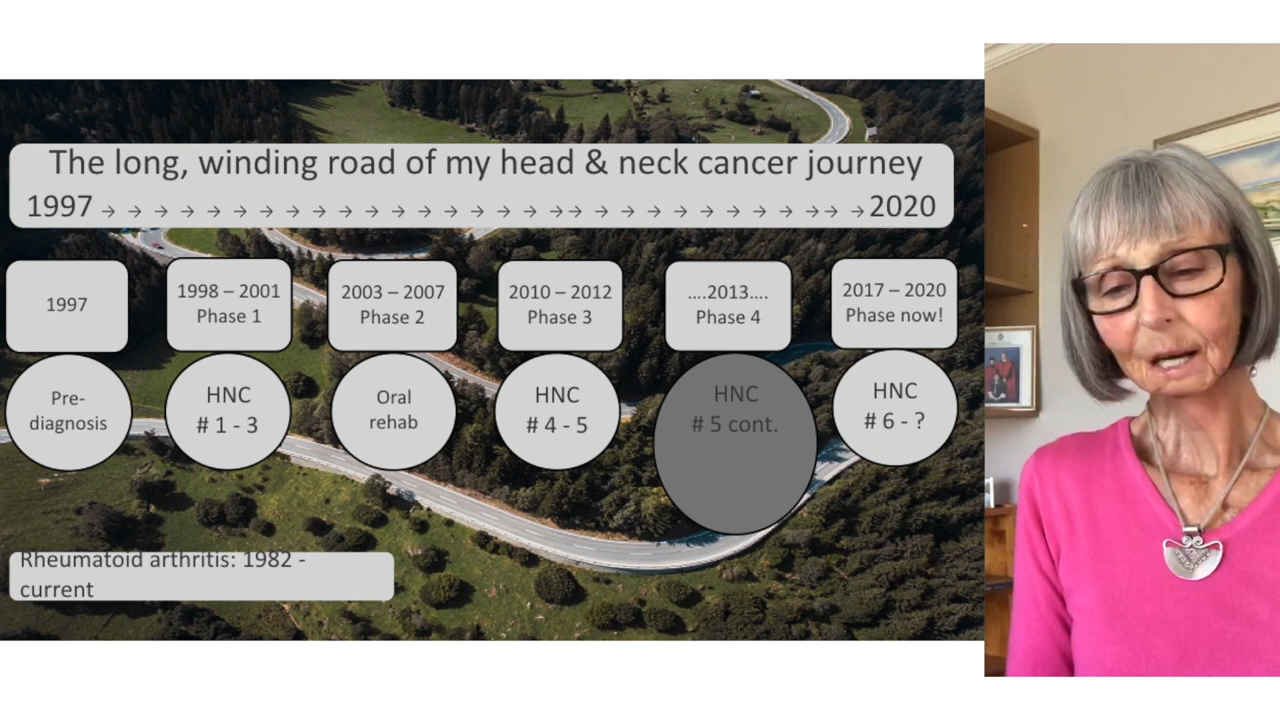 The long, winding road of my head & neck cancer journey
1997 → → → → → → → → → → → → → → → → → → → → → → → → → → → → → → 2020
1997
1998 – 2001
Phase 1
2003 – 2007
Phase 2
2010 – 2012
Phase 3
....2013....
Phase 4
2017 – 2020
Phase now!
Pre-
diagnosis
HNC
# 1 - 3
Oral
rehab
HNC
# 4 - 5
HNC
# 5 cont.
HNC
# 6 - ?
Rheumatoid arthritis: 1982 -
current